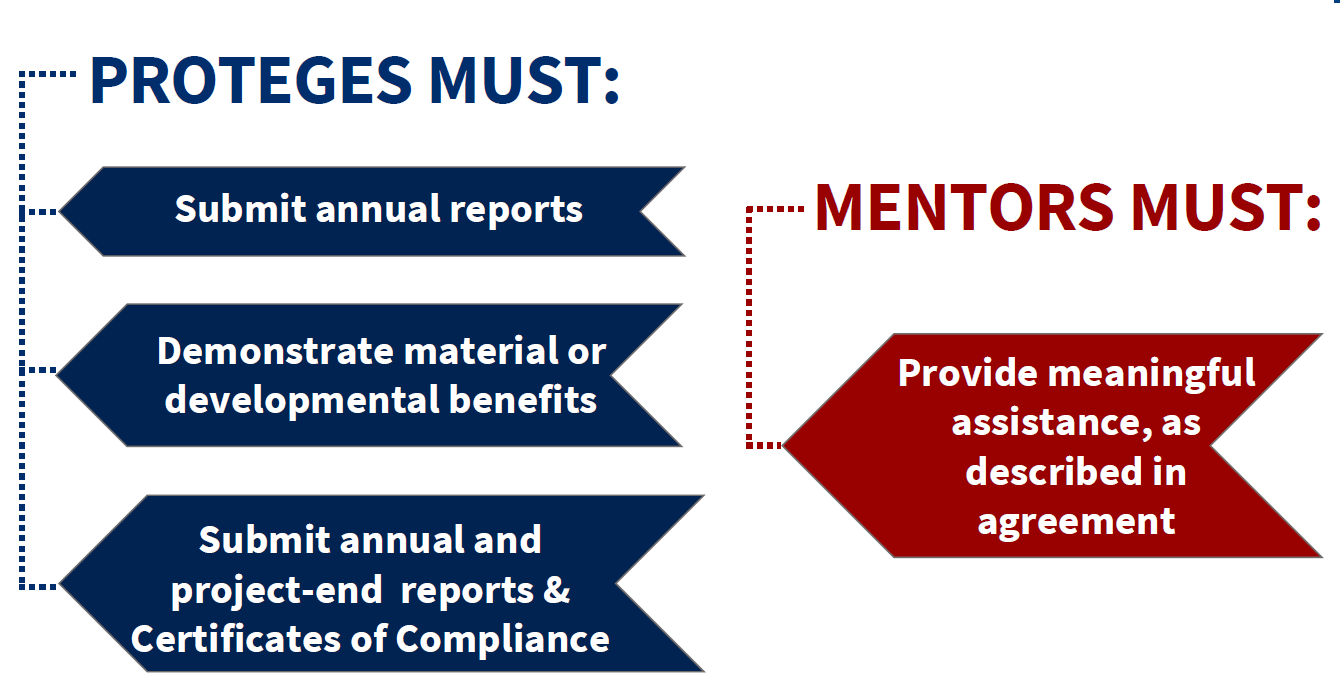 PROTEGES MUST:
Submit annual reports
Demonstrate material or
developmental benefits
Submit annual and
project-end  reports &
Certificates of Compliance
MENTORS MUST:
Provide meaningful
assistance, as
described in
agreement